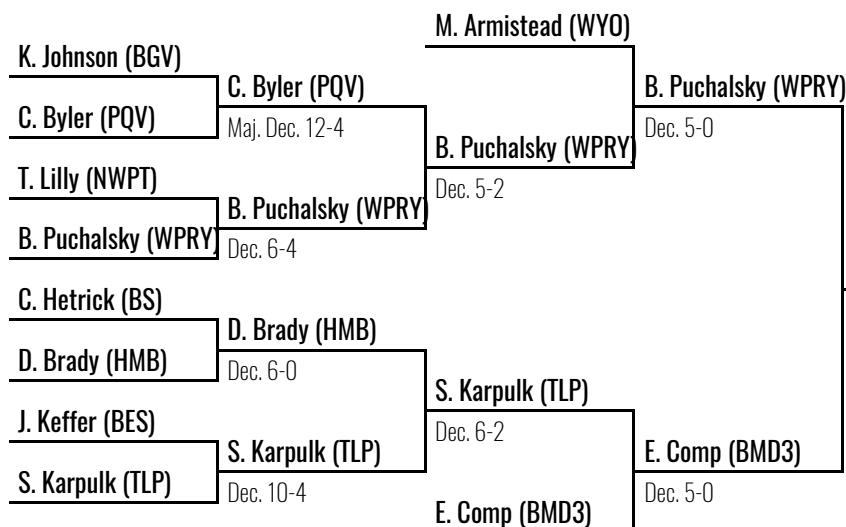 M. Armistead (WYO)
K. Johnson (BGV)
C. Byler (PQV)
B. Puchalsky (WPRY)
C. Byler (PQV)
Maj. Dec. 12-4
Dec. 5-0
B. Puchalsky (WPRY)
T. Lilly (NWPT)
Dec. 5-2
B. Puchalsky (WPRY)
B. Puchalsky (WPRY)
Dec. 6-4
C. Hetrick (BS)
D. Brady (HMB)
D. Brady (HMB)
Dec. 6-0
S. Karpulk (TLP)
J. Keffer (BES)
Dec. 6-2
S. Karpulk (TLP)
E. Comp (BMD3)
S. Karpulk (TLP)
Dec. 10-4
Dec. 5-0
E. Comp (BMD3)